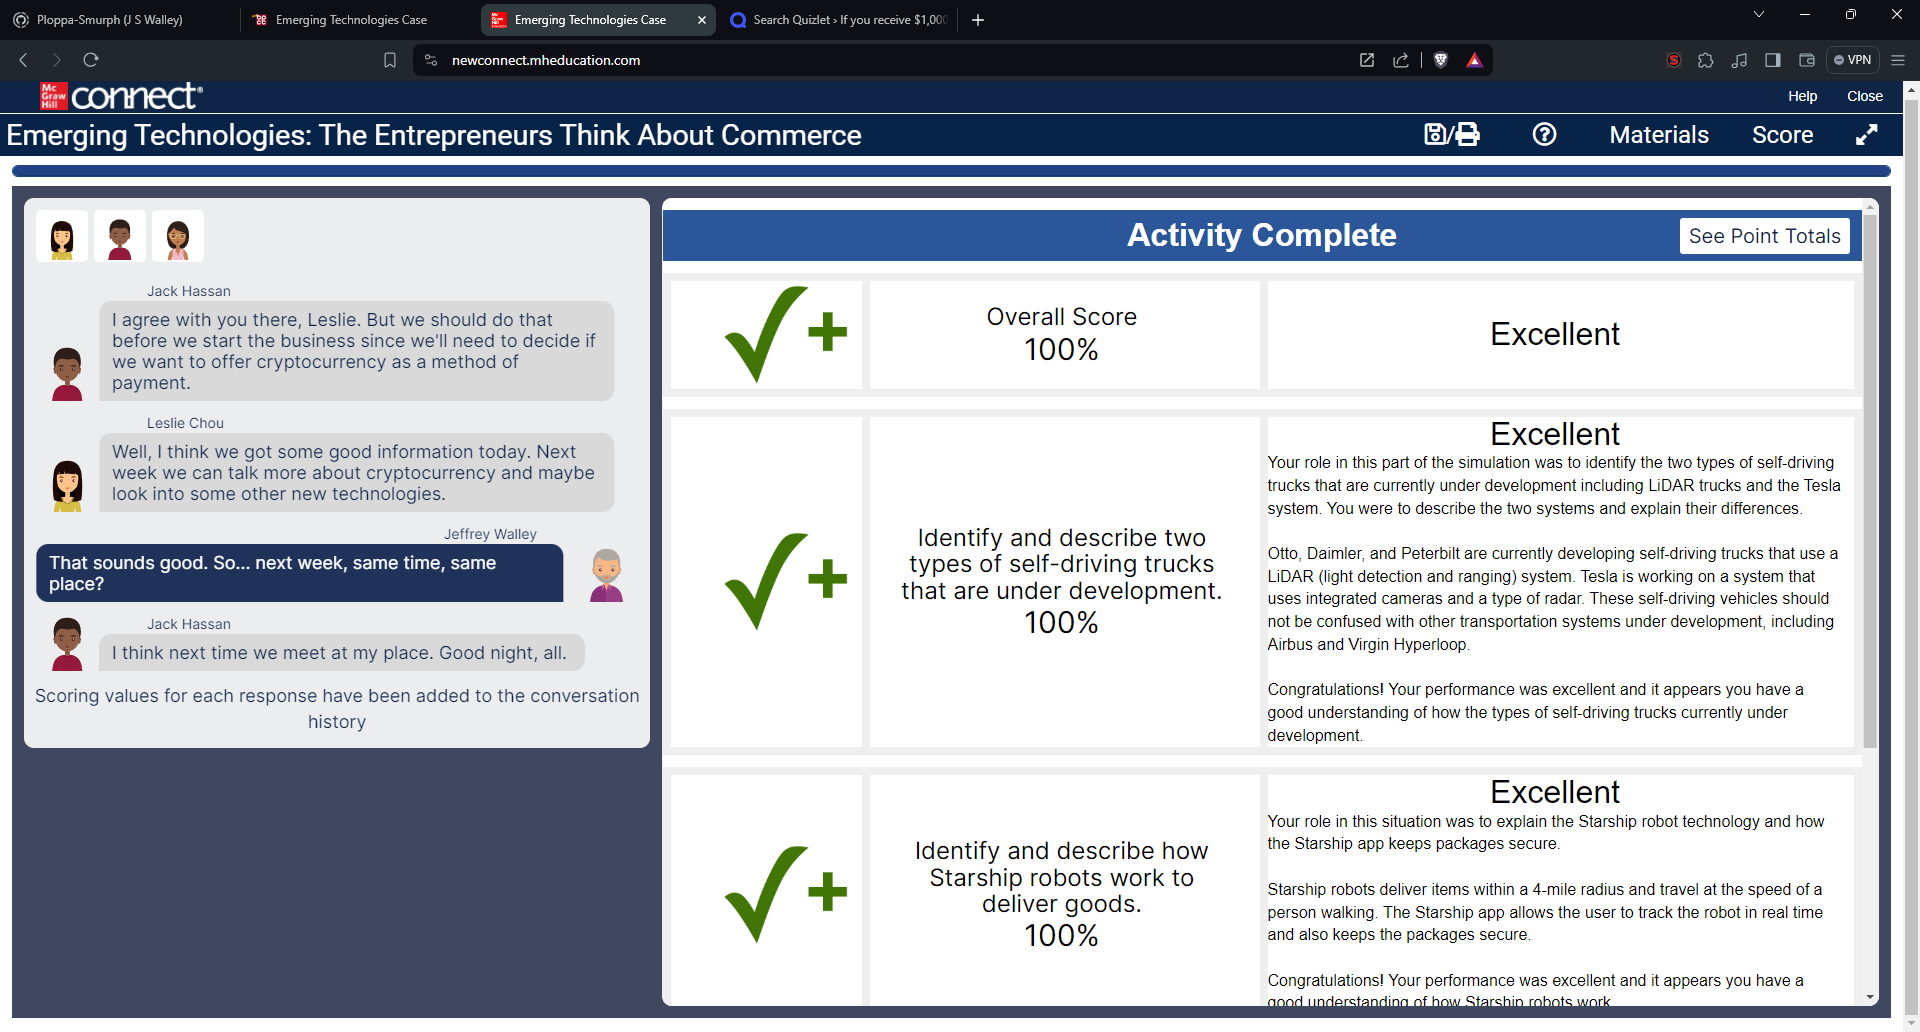 Ploppa-Smurph (J S Walley)
Emerging Technologies Case
Emerging Technologies Case
Search Quizlet › If you receive $1,000
newconnect.mheducation.com
VPN
Mc Graw Hill
connect
Help
Close
Emerging Technologies: The Entrepreneurs Think About Commerce
Materials
Score
Jack Hassan
I agree with you there, Leslie. But we should do that
before we start the business since we'll need to decide if
we want to offer cryptocurrency as a method of
payment.
Leslie Chou
Well, I think we got some good information today. Next
week we can talk more about cryptocurrency and maybe
look into some other new technologies.
Jeffrey Walley
That sounds good. So... next week, same time, same
place?
Jack Hassan
I think next time we meet at my place. Good night, all.
Scoring values for each response have been added to the conversation
history
Activity Complete
See Point Totals
Overall Score
100%
Excellent
Identify and describe two
types of self-driving trucks
that are under development.
100%
Excellent
Your role in this part of the simulation was to identify the two types of self-driving
trucks that are currently under development including LiDAR trucks and the Tesla
system. You were to describe the two systems and explain their differences.
Otto, Daimler, and Peterbilt are currently developing self-driving trucks that use a
LiDAR (light detection and ranging) system. Tesla is working on a system that
uses integrated cameras and a type of radar. These self-driving vehicles should
not be confused with other transportation systems under development, including
Airbus and Virgin Hyperloop.
Congratulations! Your performance was excellent and it appears you have a
good understanding of how the types of self-driving trucks currently under
development.
Identify and describe how
Starship robots work to
deliver goods.
100%
Excellent
Your role in this situation was to explain the Starship robot technology and how
the Starship app keeps packages secure.
Starship robots deliver items within a 4-mile radius and travel at the speed of a
person walking. The Starship app allows the user to track the robot in real time
and also keeps the packages secure.
Congratulations! Your performance was excellent and it appears you have a
good understanding of how Starship robots work